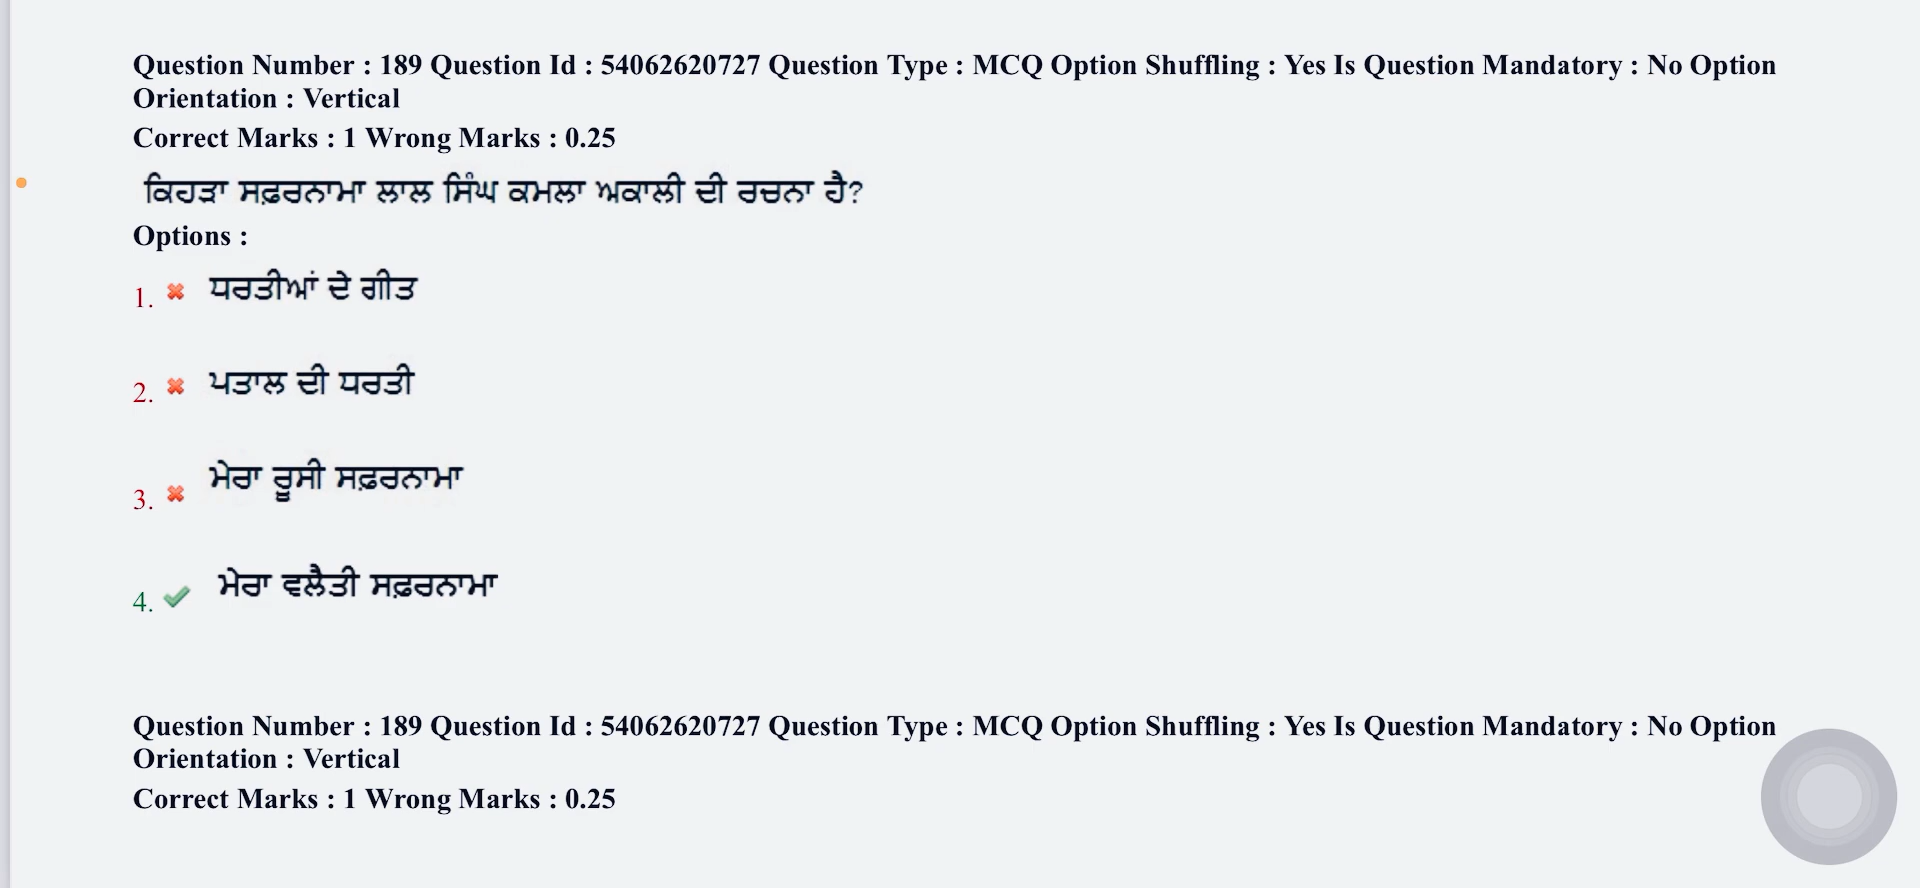 Question Number : 189 Question Id : 54062620727 Question Type : MCQ Option Shuffling : Yes Is Question Mandatory : No Option
Orientation : Vertical
Correct Marks : 1 Wrong Marks : 0.25
ਕਿਹੜਾ ਸਫ਼ਰਨਾਮਾ ਲਾਲ ਸਿੰਘ ਕਮਲਾ ਅਕਾਲੀ ਦੀ ਰਚਨਾ ਹੈ?
Options :
1. ਧਰਤੀਆਂ ਦੇ ਗੀਤ
2. ਪਤਾਲ ਦੀ ਧਰਤੀ
3. ਮੇਰਾ ਰੂਸੀ ਸਫ਼ਰਨਾਮਾ
4. ਮੇਰਾ ਵਲੈਤੀ ਸਫ਼ਰਨਾਮਾ
Question Number : 189 Question Id : 54062620727 Question Type : MCQ Option Shuffling : Yes Is Question Mandatory : No Option
Orientation : Vertical
Correct Marks : 1 Wrong Marks : 0.25